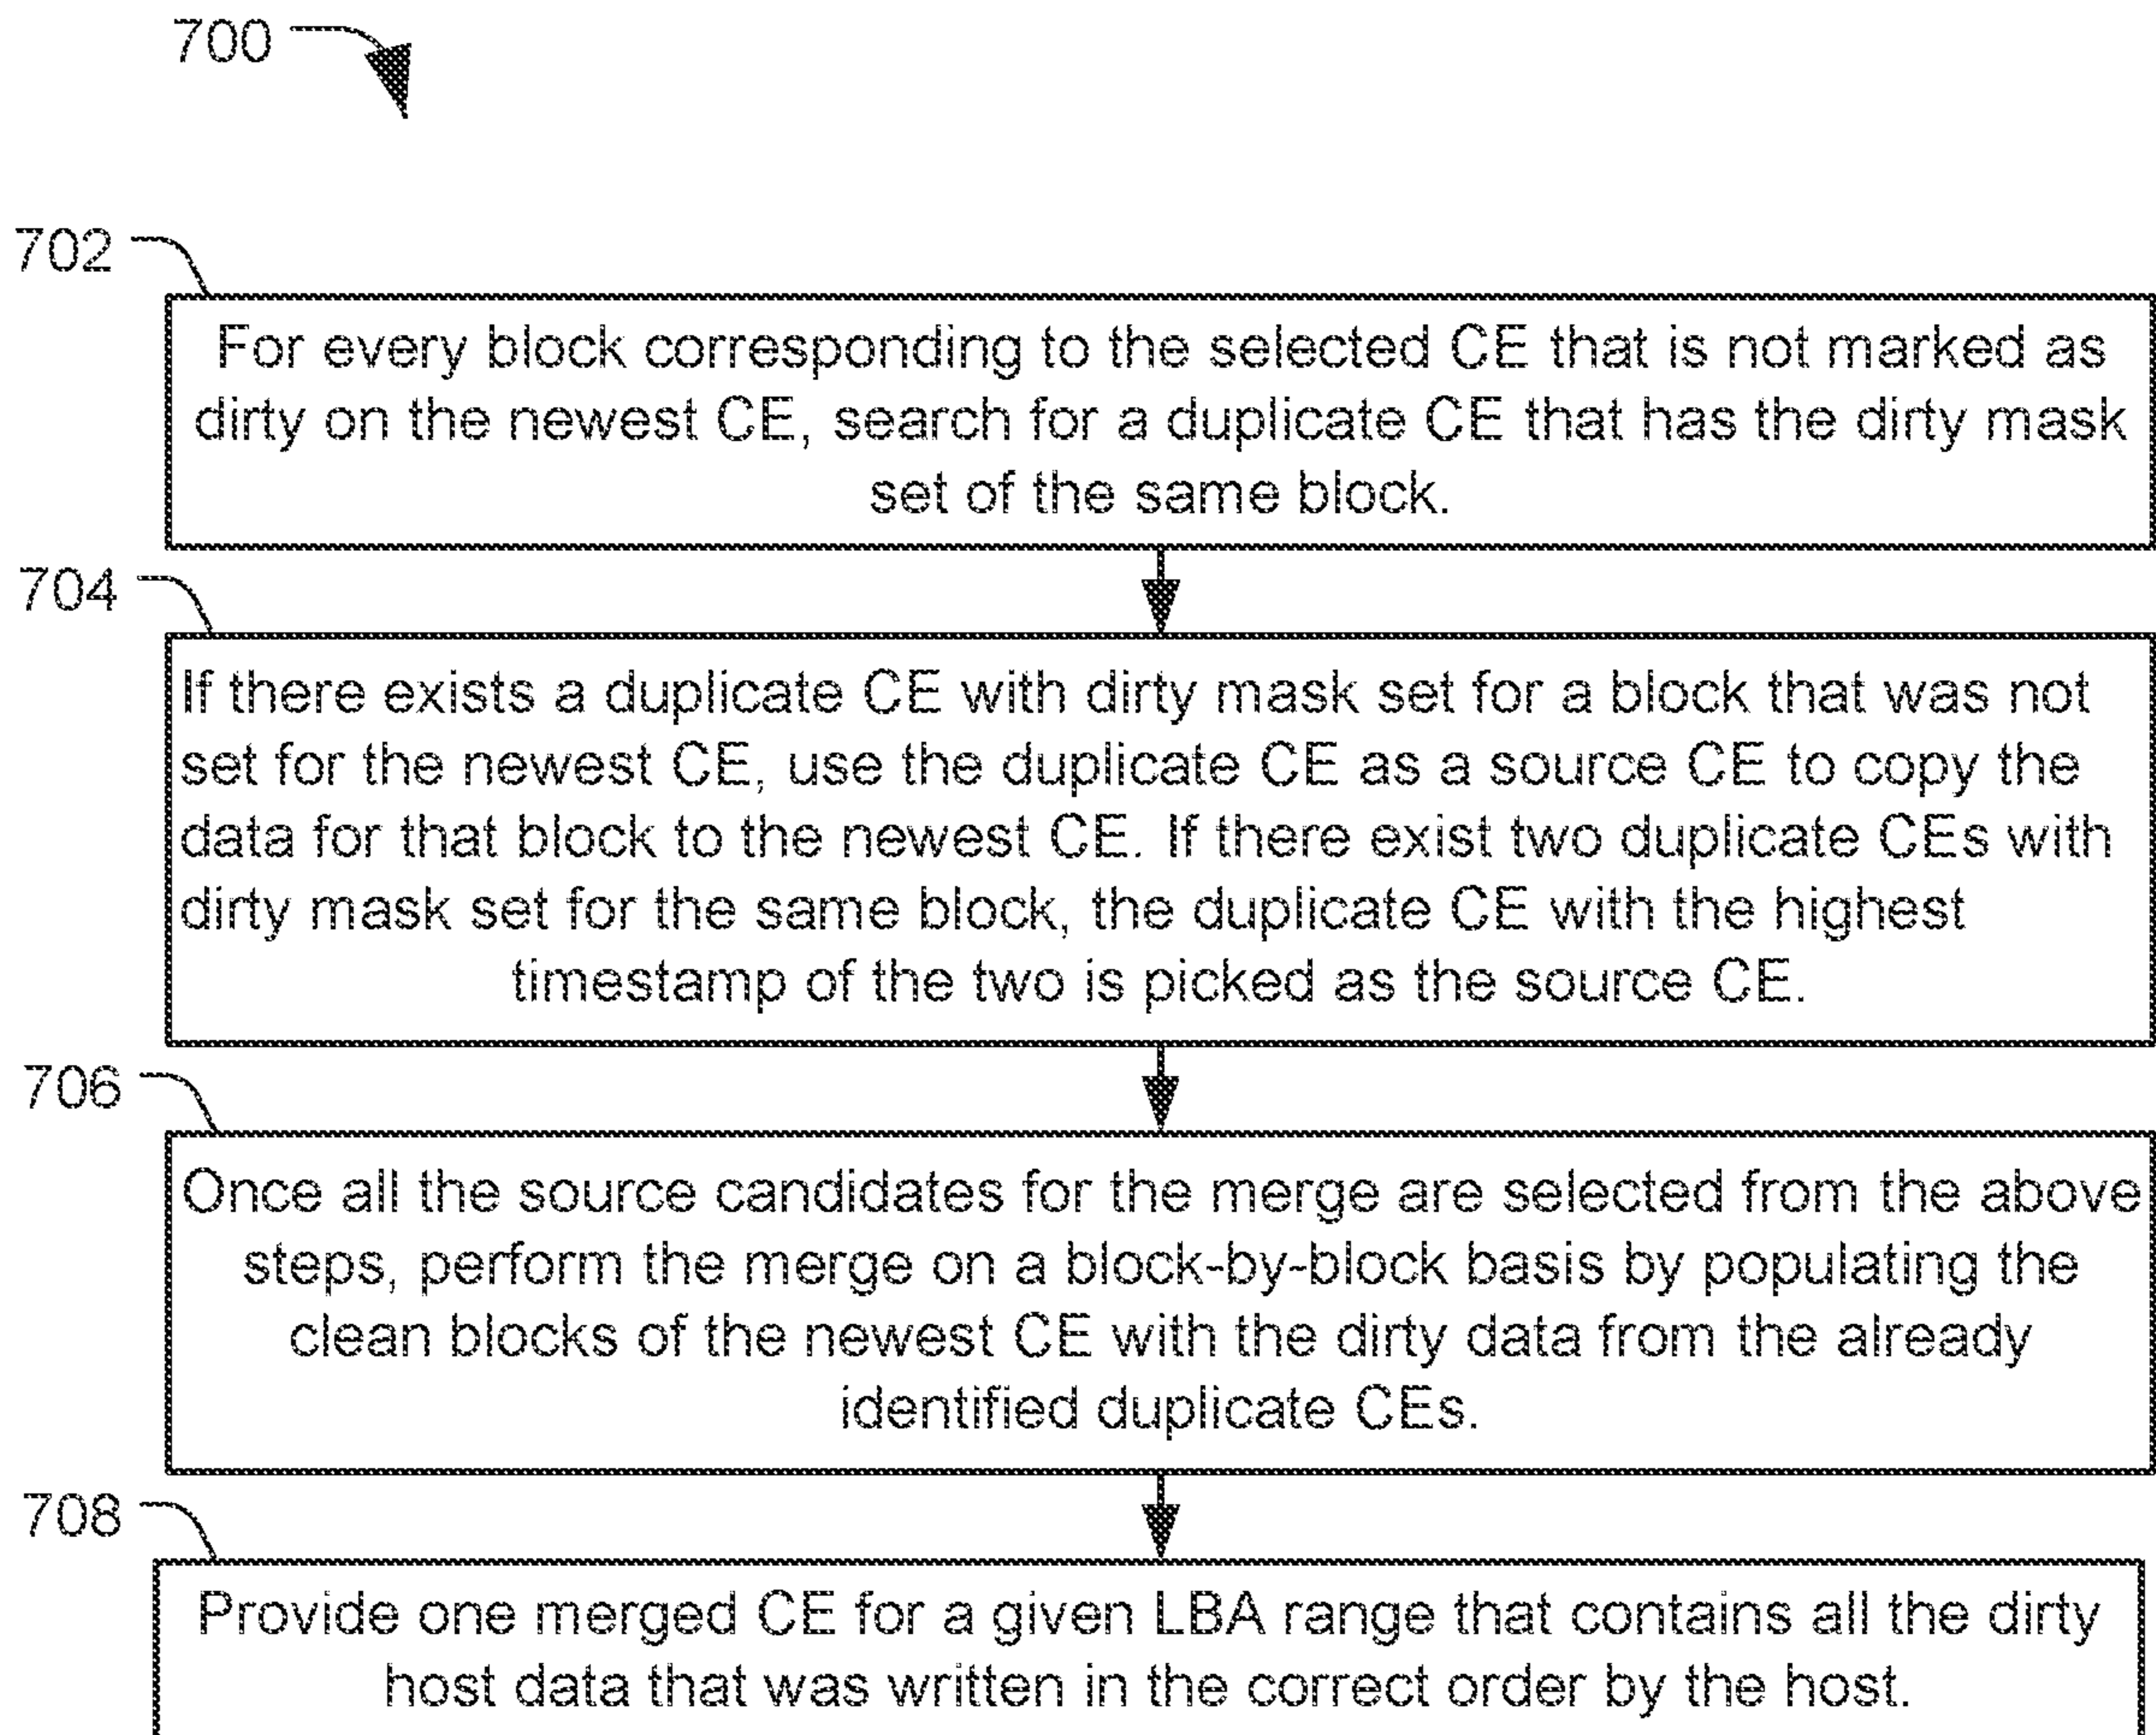 700
702
For every block corresponding to the selected CE that is not marked as
dirty on the newest CE, search for a duplicate CE that has the dirty mask
set of the same block.
704
If there exists a duplicate CE with dirty mask set for a block that was not
set for the newest CE, use the duplicate CE as a source CE to copy the
data for that block to the newest CE. If there exist two duplicate CEs with
dirty mask set for the same block, the duplicate CE with the highest
timestamp of the two is picked as the source CE.
706
Once all the source candidates for the merge are selected from the above
steps, perform the merge on a block-by-block basis by populating the
clean blocks of the newest CE with the dirty data from the already
identified duplicate CEs.
708
Provide one merged CE for a given LBA range that contains all the dirty
host data that was written in the correct order by the host.